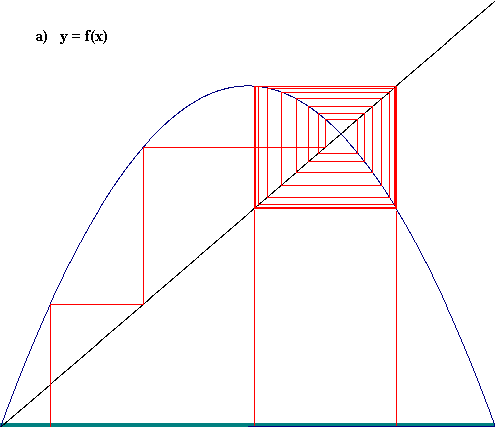 a) y = f(x)